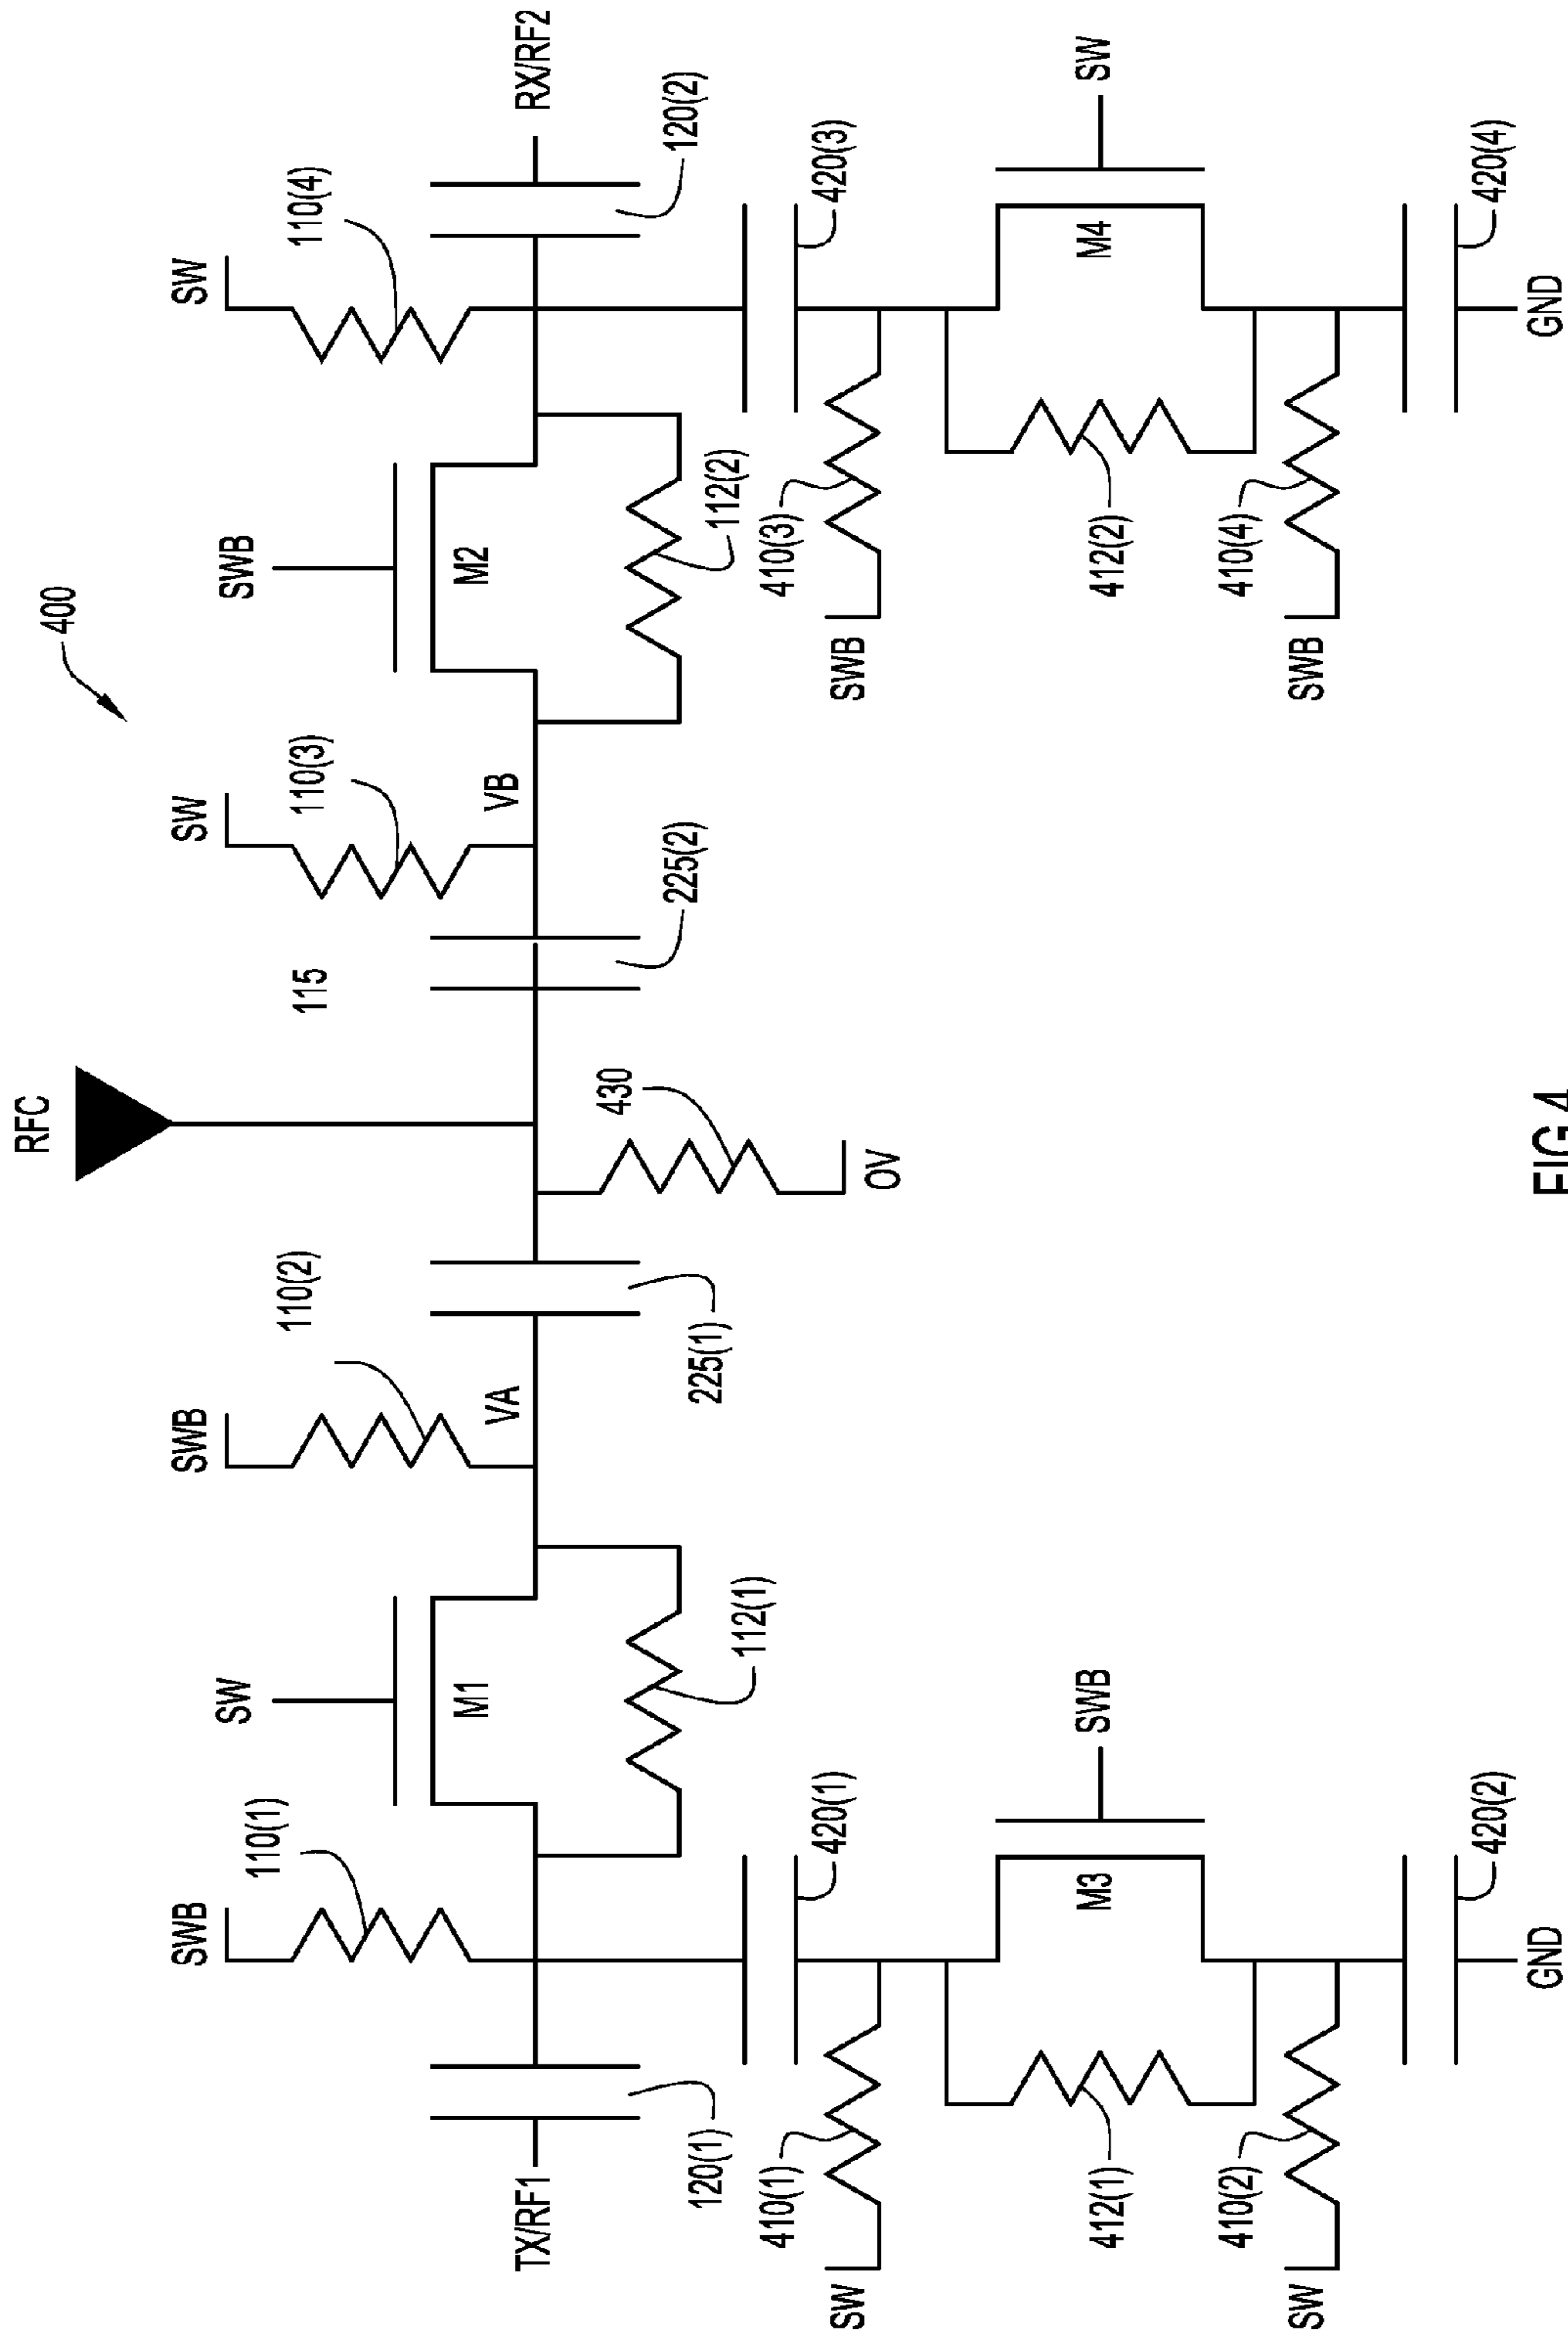 400
RFC
SWB
110(1)
SW
M1
SWB
110(2)
VA
115
SW
110(3)
VB
SWB
M2
SW
110(4)
TX/RF1
120(1)
112(1)
225(1)
430
OV
225(2)
112(2)
120(2)
RX/RF2
420(1)
410(1)
SW
412(1)
M3
SWB
410(2)
SW
420(2)
GND
420(3)
410(3)
SWB
412(2)
M4
SW
410(4)
SWB
420(4)
GND
FIG.4